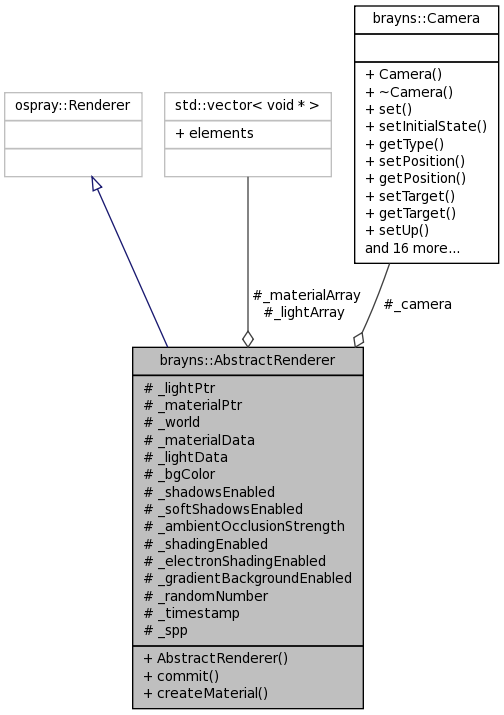 brayns::Camera
+ Camera()
+ ~Camera()
+ set()
+ setInitialState()
+ getType()
+ setPosition()
+ getPosition()
+ setTarget()
+ getTarget()
+ setUp()
and 16 more...
ospray::Renderer
std::vector< void * >
+ elements
#_materialArray
#_lightArray
#_camera
brayns::AbstractRenderer
# _lightPtr
# _materialPtr
# _world
# _materialData
# _lightData
# _bgColor
# _shadowsEnabled
# _softShadowsEnabled
# _ambientOcclusionStrength
# _shadingEnabled
# _electronShadingEnabled
# _gradientBackgroundEnabled
# _randomNumber
# _timestamp
# _spp
+ AbstractRenderer()
+ commit()
+ createMaterial()